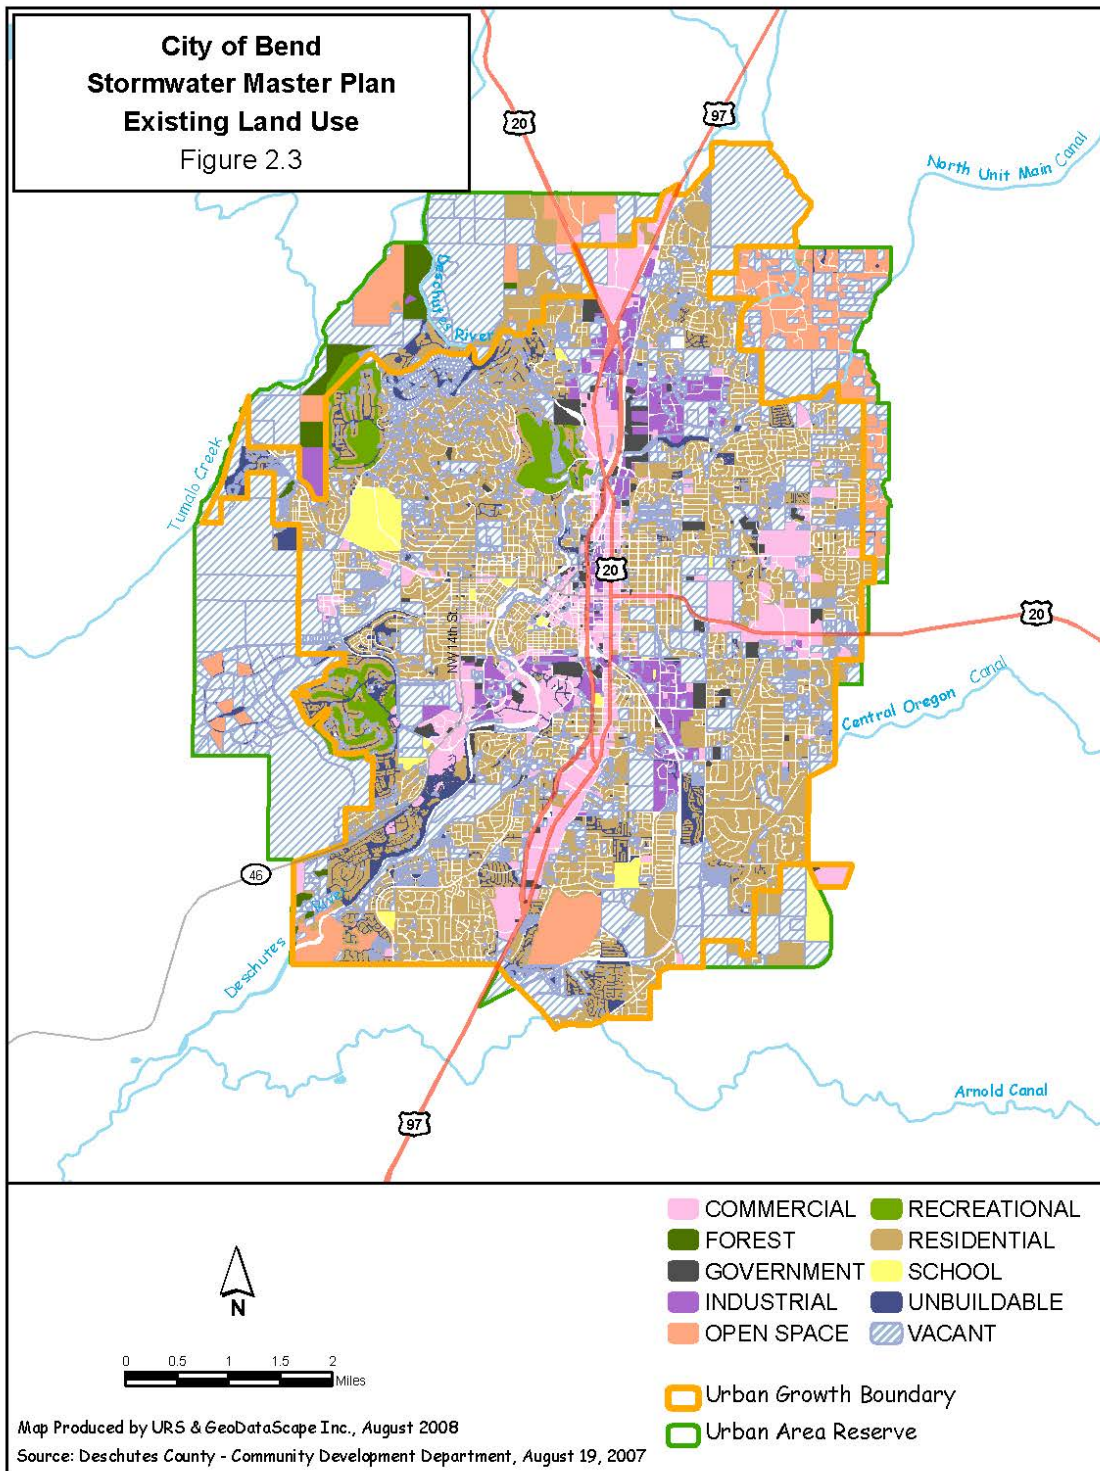 City of Bend
Stormwater Master Plan
Existing Land Use
Figure 2.3
20
97
North Unit Main Canal
Deschutes River
Tumalo Creek
20
NW 14th St.
20
Central Oregon Canal
46
Deschutes River
Arnold Canal
97
N
0 0.5 1 1.5 2
Miles
COMMERCIAL
FOREST
GOVERNMENT
INDUSTRIAL
OPEN SPACE
RECREATIONAL
RESIDENTIAL
SCHOOL
UNBUILDABLE
VACANT
Urban Growth Boundary
Urban Area Reserve
Map Produced by URS & GeoDataScape Inc., August 2008
Source: Deschutes County - Community Development Department, August 19, 2007